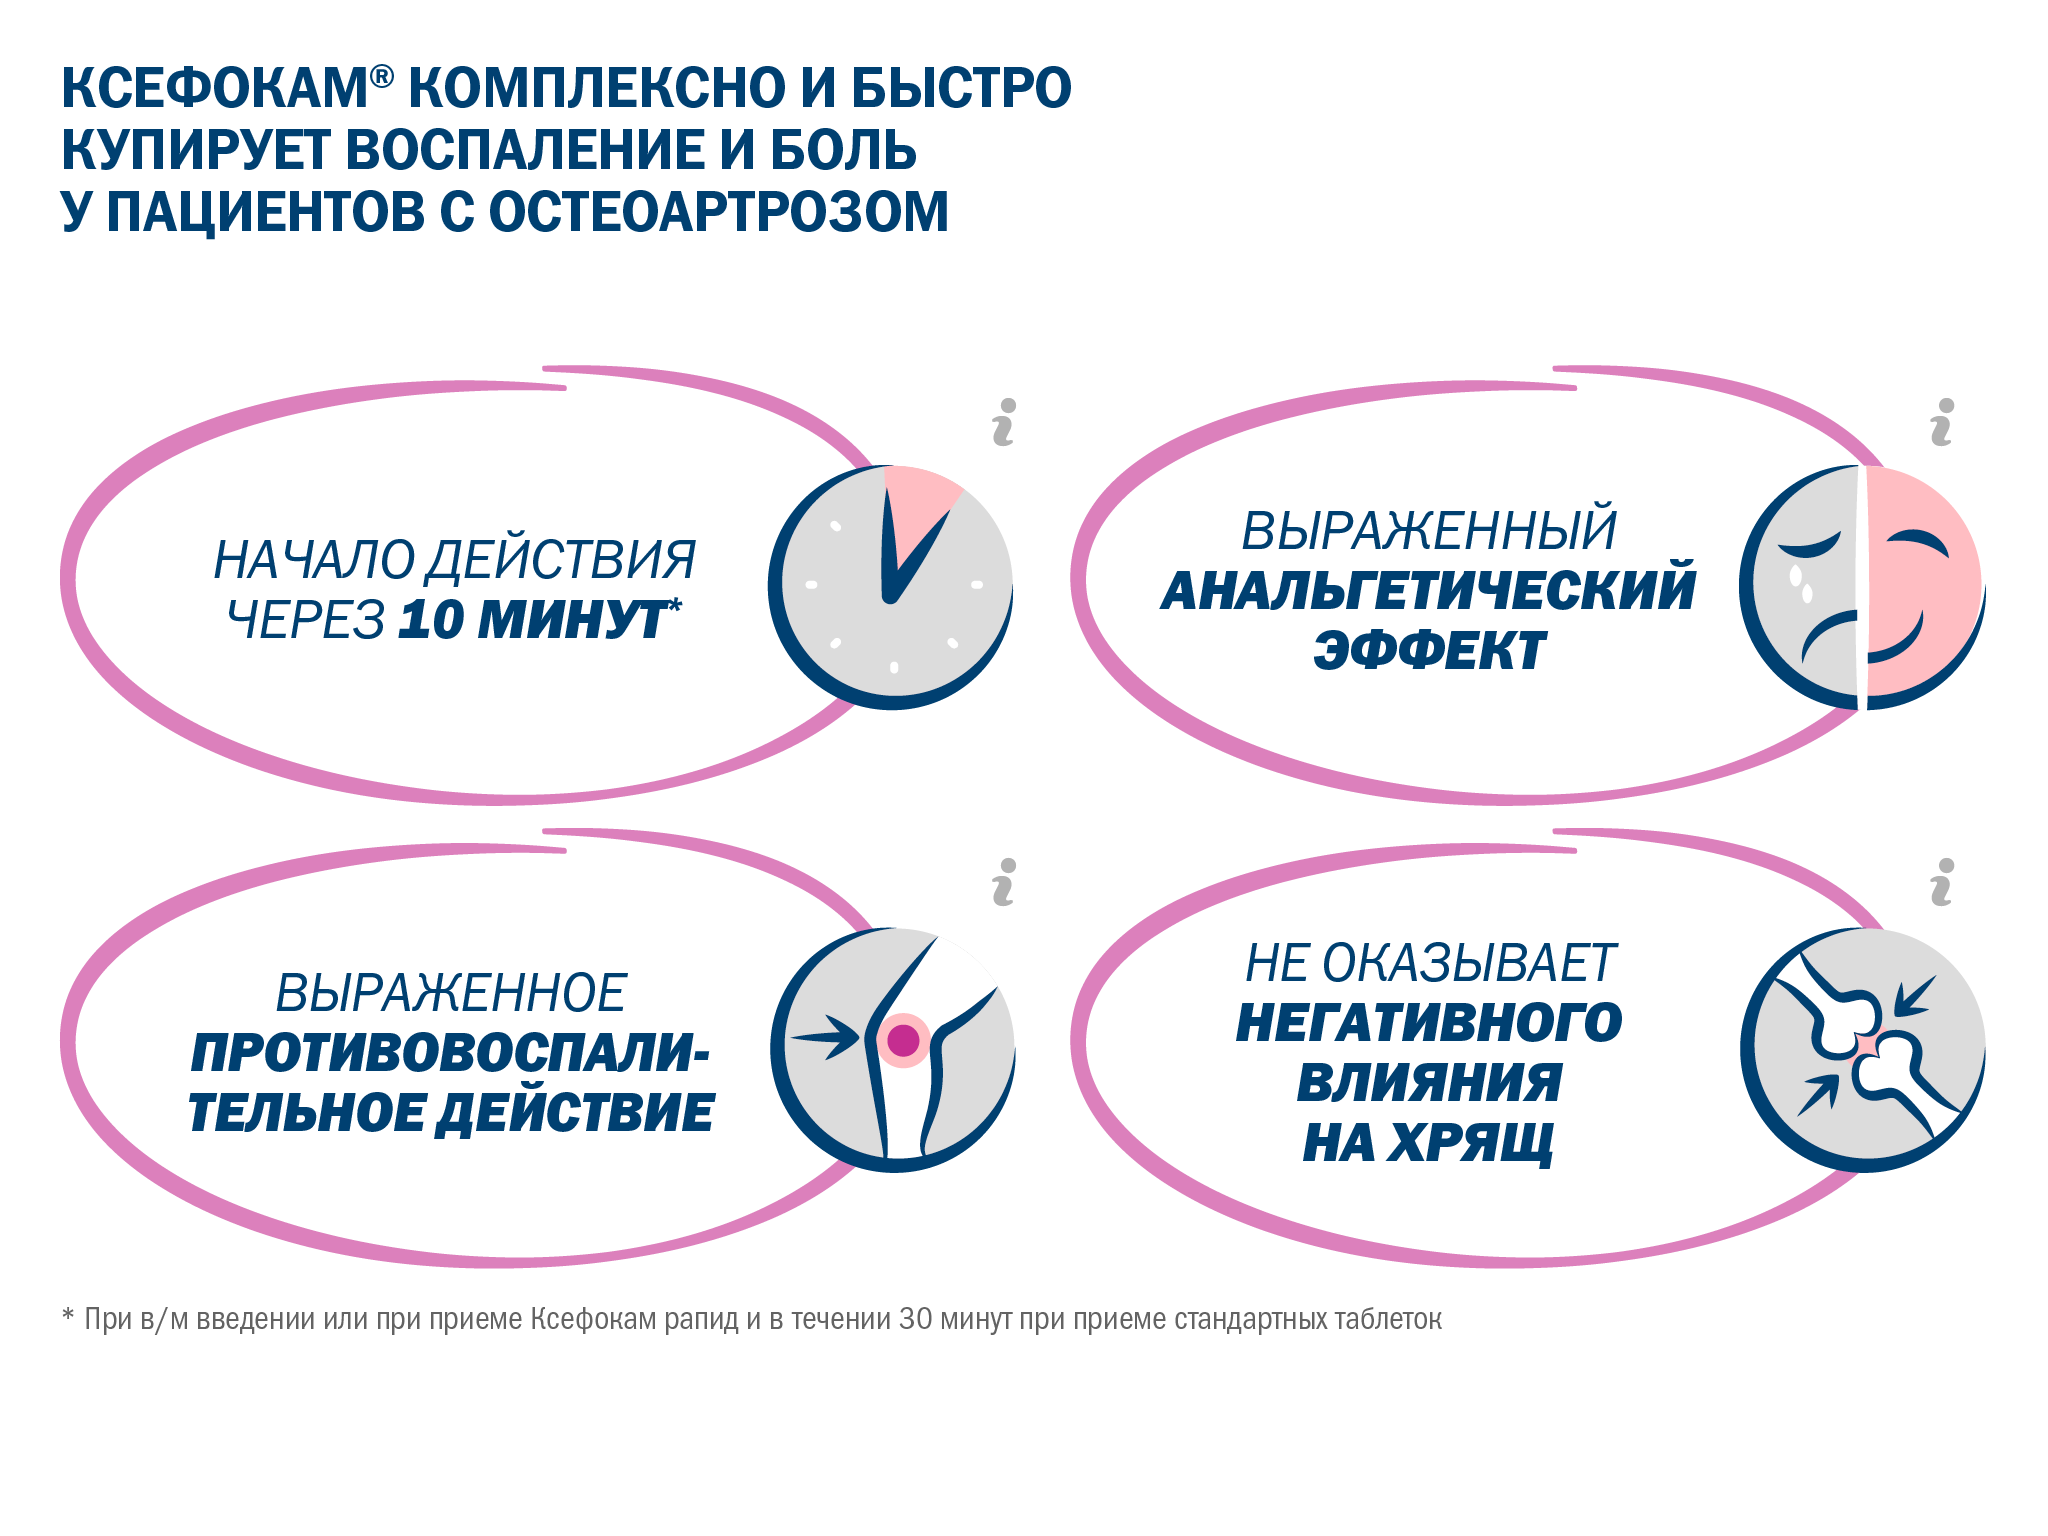 КСЕФОКАМ® КОМПЛЕКСНО И БЫСТРО
КУПИРУЕТ ВОСПАЛЕНИЕ И БОЛЬ
У ПАЦИЕНТОВ С ОСТЕОАРТРОЗОМ
НАЧАЛО ДЕЙСТВИЯ
ЧЕРЕЗ 10 МИНУТ*
i
ВЫРАЖЕННЫЙ
АНАЛЬГЕТИЧЕСКИЙ
ЭФФЕКТ
i
ВЫРАЖЕННОЕ
ПРОТИВОВОСПАЛИ-
ТЕЛЬНОЕ ДЕЙСТВИЕ
i
НЕ ОКАЗЫВАЕТ
НЕГАТИВНОГО
ВЛИЯНИЯ
НА ХРЯЩ
i
* При в/м введении или при приеме Ксефокам рапид и в течении 30 минут при приеме стандартных таблеток